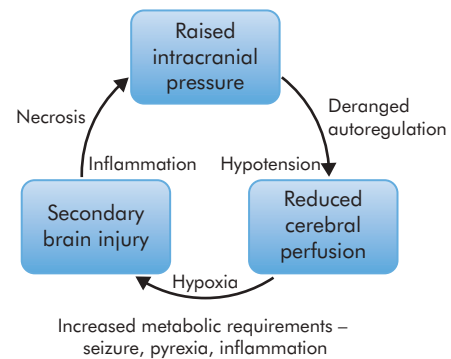 Raised
intracranial
pressure
Necrosis
Deranged
autoregulation
Inflammation
Hypotension
Secondary
brain injury
Reduced
cerebral
perfusion
Hypoxia
Increased metabolic requirements –
seizure, pyrexia, inflammation